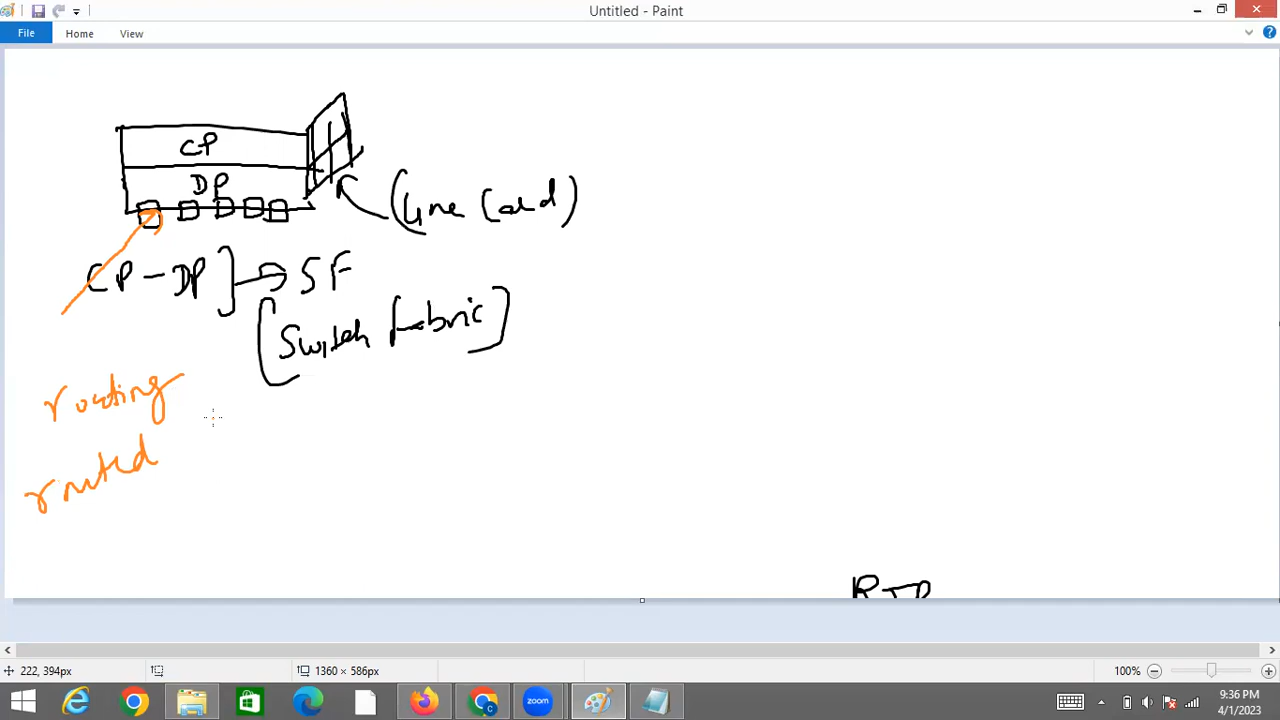 Untitled - Paint
File Home View
CP
DP
(Line Card)
CP - DP] → SF
[Switch fabric]
routing
routed
222, 394px
1360 × 586px
100%
zoom
9:36 PM
4/1/2023